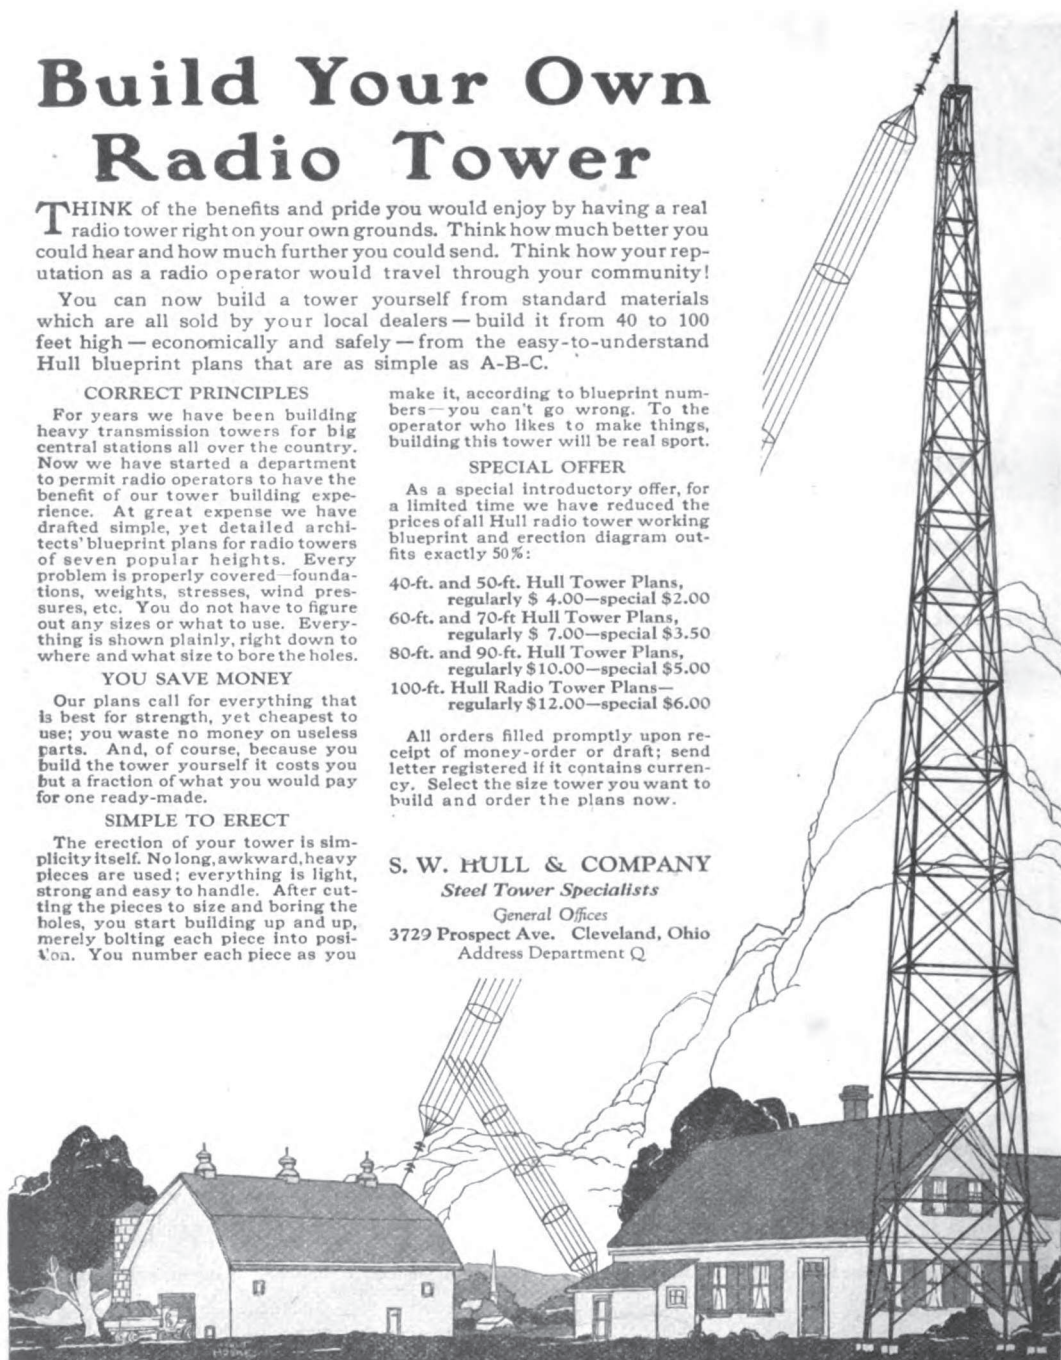 Build Your Own
Radio Tower
THINK of the benefits and pride you would enjoy by having a real
radio tower right on your own grounds. Think how much better you
could hear and how much further you could send. Think how your rep-
utation as a radio operator would travel through your community!
You can now build a tower yourself from standard materials
which are all sold by your local dealers—build it from 40 to 100
feet high—economically and safely—from the easy-to-understand
Hull blueprint plans that are as simple as A-B-C.
CORRECT PRINCIPLES
For years we have been building
heavy transmission towers for big
central stations all over the country.
Now we have started a department
to permit radio operators to have the
benefit of our tower building expe-
rience. At great expense we have
drafted simple, yet detailed archi-
tects' blueprint plans for radio towers
of seven popular heights. Every
problem is properly covered—founda-
tions, weights, stresses, wind pres-
sures, etc. You do not have to figure
out any sizes or what to use. Every-
thing is shown plainly, right down to
where and what size to bore the holes.
YOU SAVE MONEY
Our plans call for everything that
is best for strength, yet cheapest to
use; you waste no money on useless
parts. And, of course, because you
build the tower yourself it costs you
but a fraction of what you would pay
for one ready-made.
SIMPLE TO ERECT
The erection of your tower is sim-
plicity itself. No long, awkward, heavy
pieces are used; everything is light,
strong and easy to handle. After cut-
ting the pieces to size and boring the
holes, you start building up and up,
merely bolting each piece into posi-
tion. You number each piece as you
make it, according to blueprint num-
bers—you can't go wrong. To the
operator who likes to make things,
building this tower will be real sport.
SPECIAL OFFER
As a special introductory offer, for
a limited time we have reduced the
prices of all Hull radio tower working
blueprint and erection diagram out-
fits exactly 50%:
40-ft. and 50-ft. Hull Tower Plans,
regularly $ 4.00—special $2.00
60-ft. and 70-ft Hull Tower Plans,
regularly $ 7.00—special $3.50
80-ft. and 90-ft. Hull Tower Plans,
regularly $10.00—special $5.00
100-ft. Hull Radio Tower Plans—
regularly $12.00—special $6.00
All orders filled promptly upon re-
ceipt of money-order or draft; send
letter registered if it contains curren-
cy. Select the size tower you want to
build and order the plans now.
S. W. HULL & COMPANY
Steel Tower Specialists
General Offices
3729 Prospect Ave. Cleveland, Ohio
Address Department Q